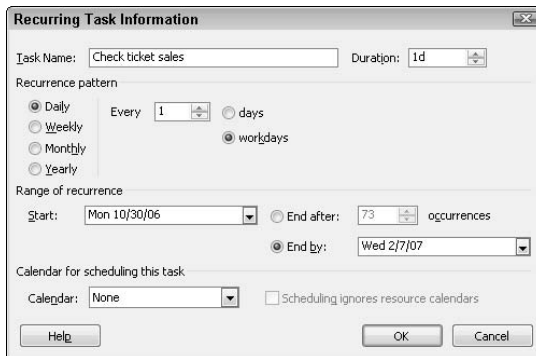 Recurring Task Information
Task Name: Check ticket sales Duration: 1d
Recurrence pattern
Daily Every 1 days
Weekly workdays
Monthly
Yearly
Range of recurrence
Start: Mon 10/30/06 End after: 73 occurrences
End by: Wed 2/7/07
Calendar for scheduling this task
Calendar: None Scheduling ignores resource calendars
Help OK Cancel